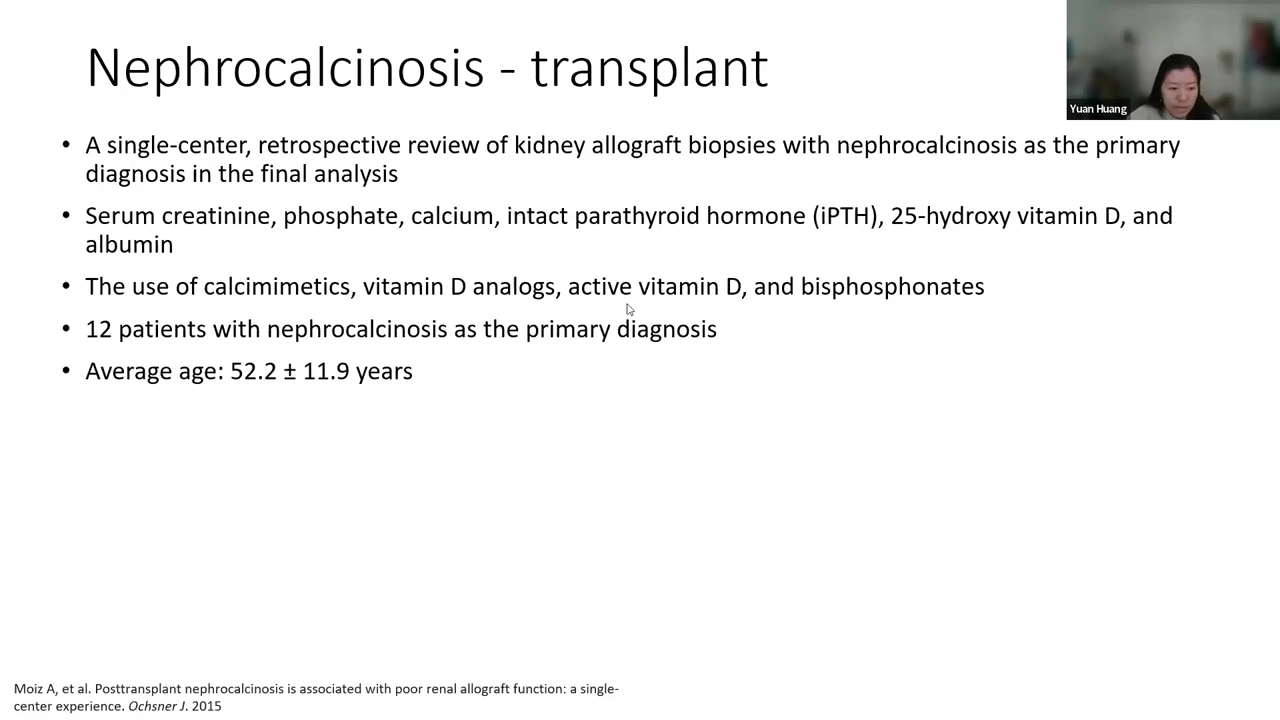 Nephrocalcinosis - transplant
Yuan Huang
• A single-center, retrospective review of kidney allograft biopsies with nephrocalcinosis as the primary
diagnosis in the final analysis
• Serum creatinine, phosphate, calcium, intact parathyroid hormone (iPTH), 25-hydroxy vitamin D, and
albumin
• The use of calcimimetics, vitamin D analogs, active vitamin D, and bisphosphonates
• 12 patients with nephrocalcinosis as the primary diagnosis
• Average age: 52.2 ± 11.9 years
Moiz A, et al. Posttransplant nephrocalcinosis is associated with poor renal allograft function: a single-
center experience. Ochsner J. 2015